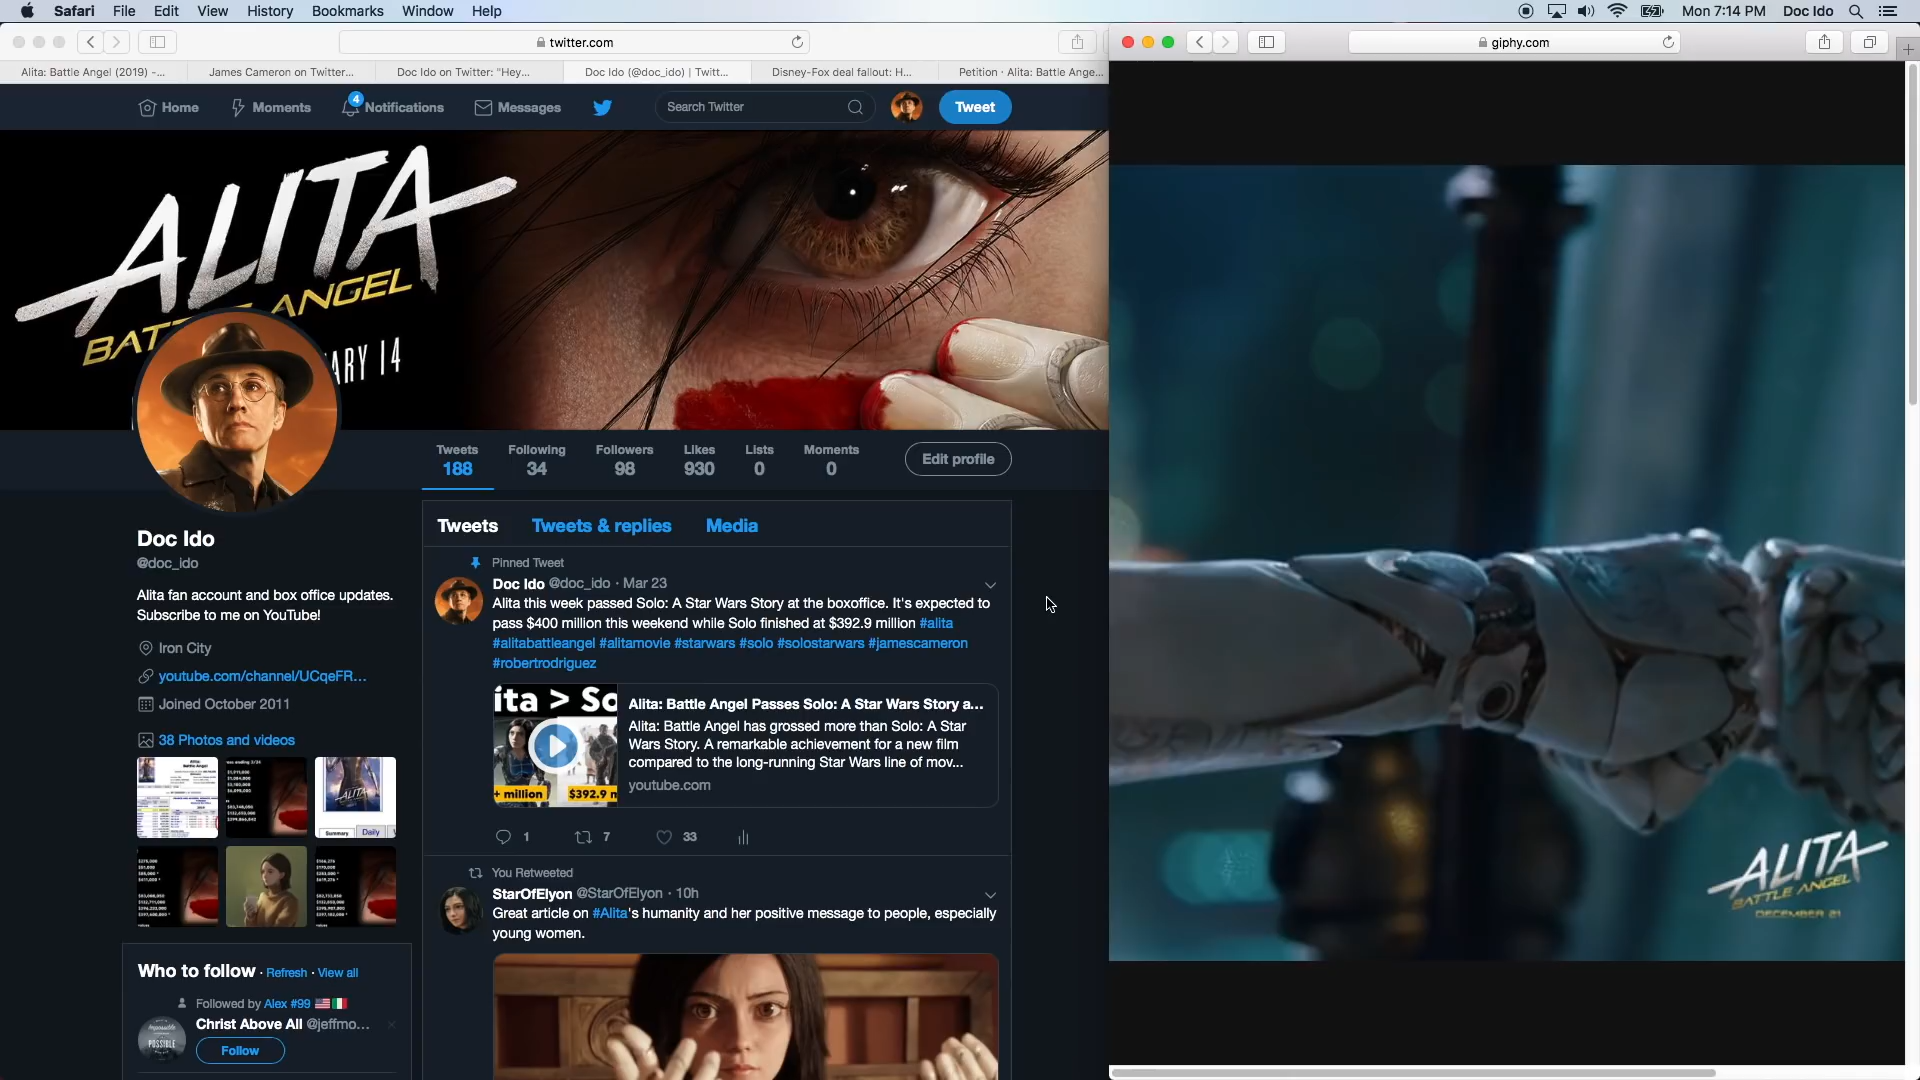 Safari File Edit View History Bookmarks Window Help
Mon 7:14 PM Doc Ido
twitter.com
giphy.com
Alita: Battle Angel (2019) -...
James Cameron on Twitter...
Doc Ido on Twitter: "Hey...
Doc Ido (@doc_ido) | Twitt...
Disney-Fox deal fallout: H...
Petition · Alita: Battle Ange...
Home
Moments
4
Notifications
Messages
Search Twitter
Tweet
ALITA
BATTLE ANGEL
ARY 14
Tweets
188
Following
34
Followers
98
Likes
930
Lists
0
Moments
0
Edit profile
Doc Ido
@doc_ido
Alita fan account and box office updates.
Subscribe to me on YouTube!
Iron City
youtube.com/channel/UCqeFR...
Joined October 2011
38 Photos and videos
ALITA
Summary Daily
Who to follow · Refresh · View all
Followed by Alex #99
Christ Above All @jeffmo...
POSSIBLE
Follow
Tweets
Tweets & replies
Media
Pinned Tweet
Doc Ido @doc_ido · Mar 23
Alita this week passed Solo: A Star Wars Story at the boxoffice. It's expected to
pass $400 million this weekend while Solo finished at $392.9 million #alita
#alitabattleangel #alitamovie #starwars #solo #solostarwars #jamescameron
#robertrodriguez
ita > So
+ million $392.9 m
Alita: Battle Angel Passes Solo: A Star Wars Story a...
Alita: Battle Angel has grossed more than Solo: A Star
Wars Story. A remarkable achievement for a new film
compared to the long-running Star Wars line of mov...
youtube.com
1 7 33
You Retweeted
StarOfElyon @StarOfElyon · 10h
Great article on #Alita's humanity and her positive message to people, especially
young women.
ALITA
BATTLE ANGEL
DECEMBER 21